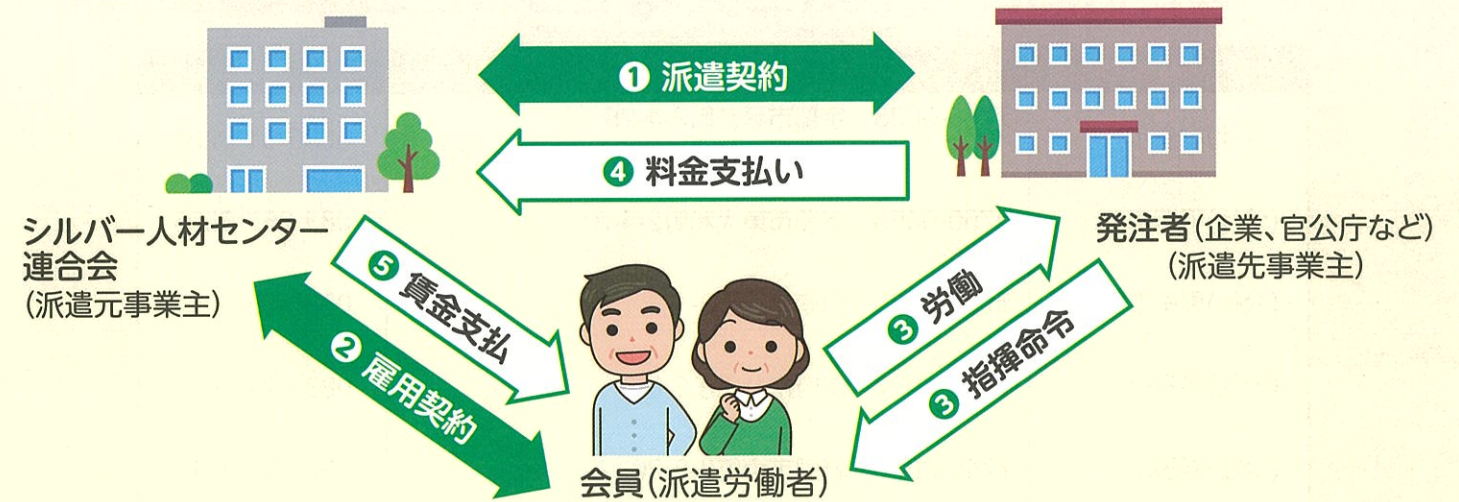 ❶ 派遣契約
❹ 料金支払い
シルバー人材センター
連合会
(派遣元事業主)
発注者(企業、官公庁など)
(派遣先事業主)
❺ 賃金支払
❷ 雇用契約
❸ 労働
❸ 指揮命令
会員(派遣労働者)